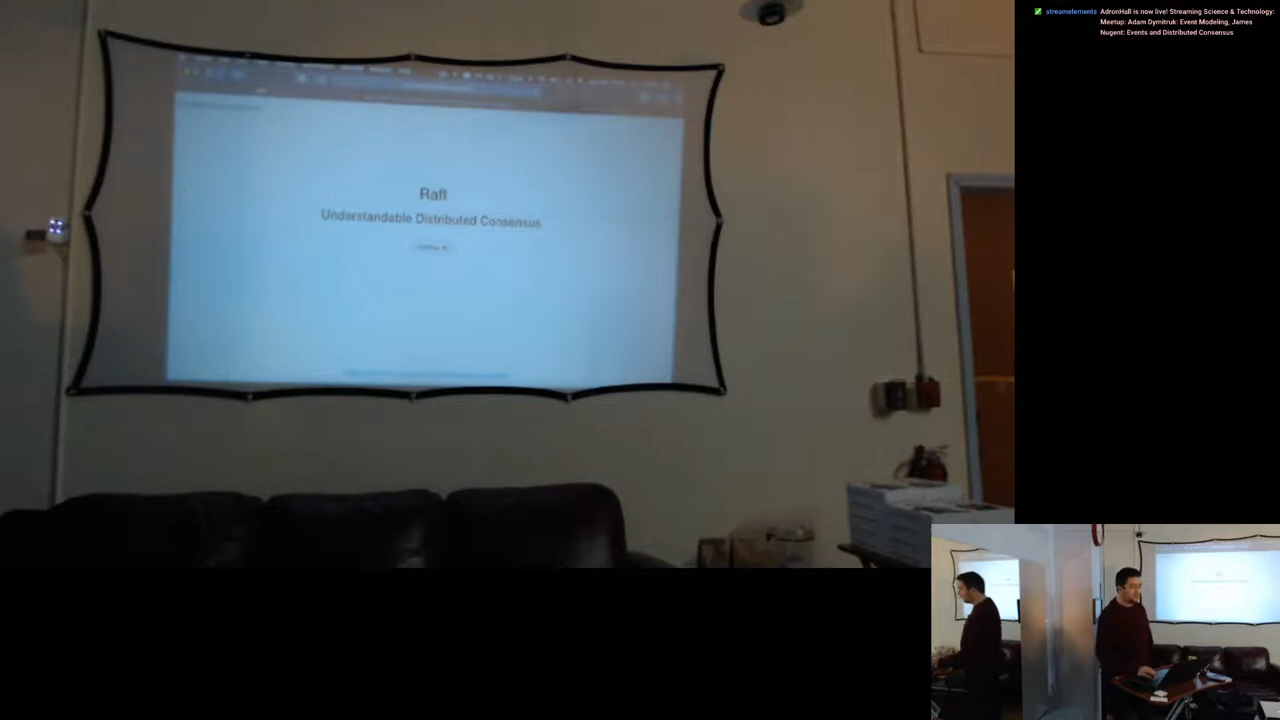 streamelements AdronHall is now live! Streaming Science & Technology:
Meetup: Adam Dymitruk: Event Modeling, James
Nugent: Events and Distributed Consensus
Raft
Understandable Distributed Consensus